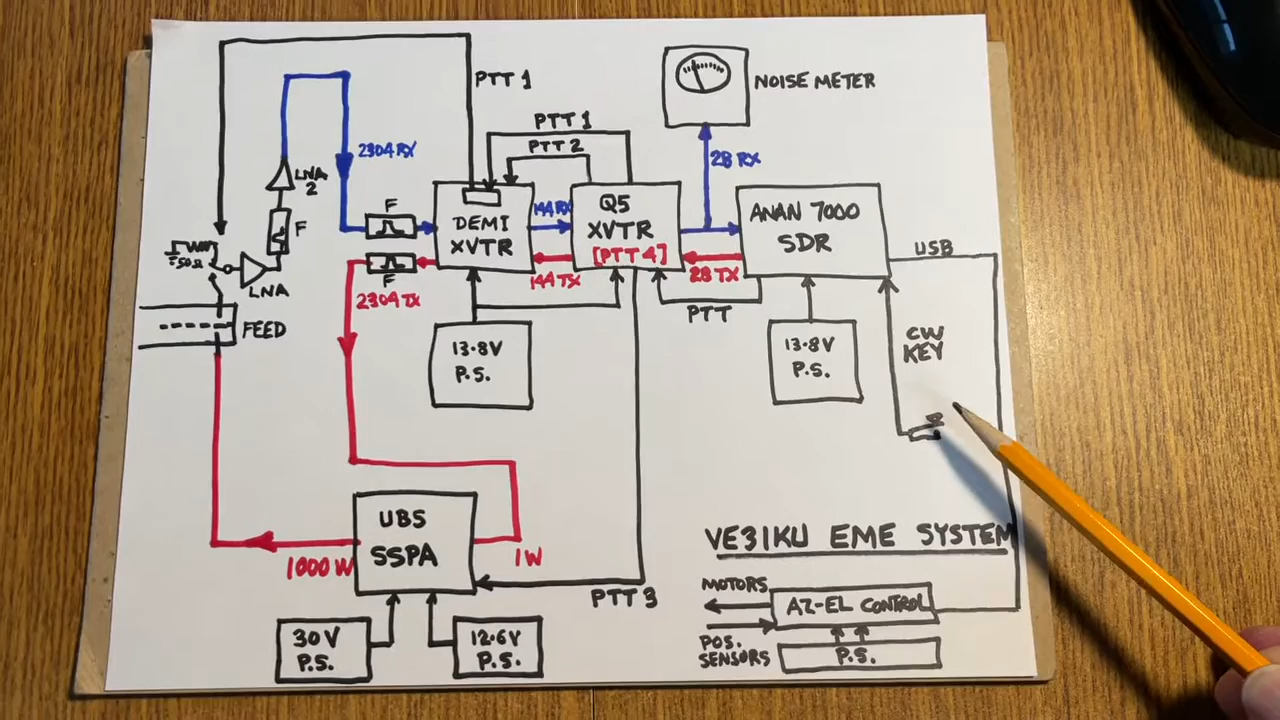 PTT 1
NOISE METER
PTT 1
PTT 2
2304 RX
28 RX
LNA
2
F
F
DEMI
XVTR
144 RX
Q5
XVTR
[PTT 4]
ANAN 7000
SDR
USB
50Ω
LNA
F
2304 TX
144 TX
28 TX
PTT
FEED
13.8V
P.S.
13.8V
P.S.
CW
KEY
UBS
SSPA
1000 W
1W
PTT 3
VE3IKU EME SYSTEM
MOTORS
AZ-EL CONTROL
POS.
SENSORS
P.S.
30V
P.S.
12.6V
P.S.